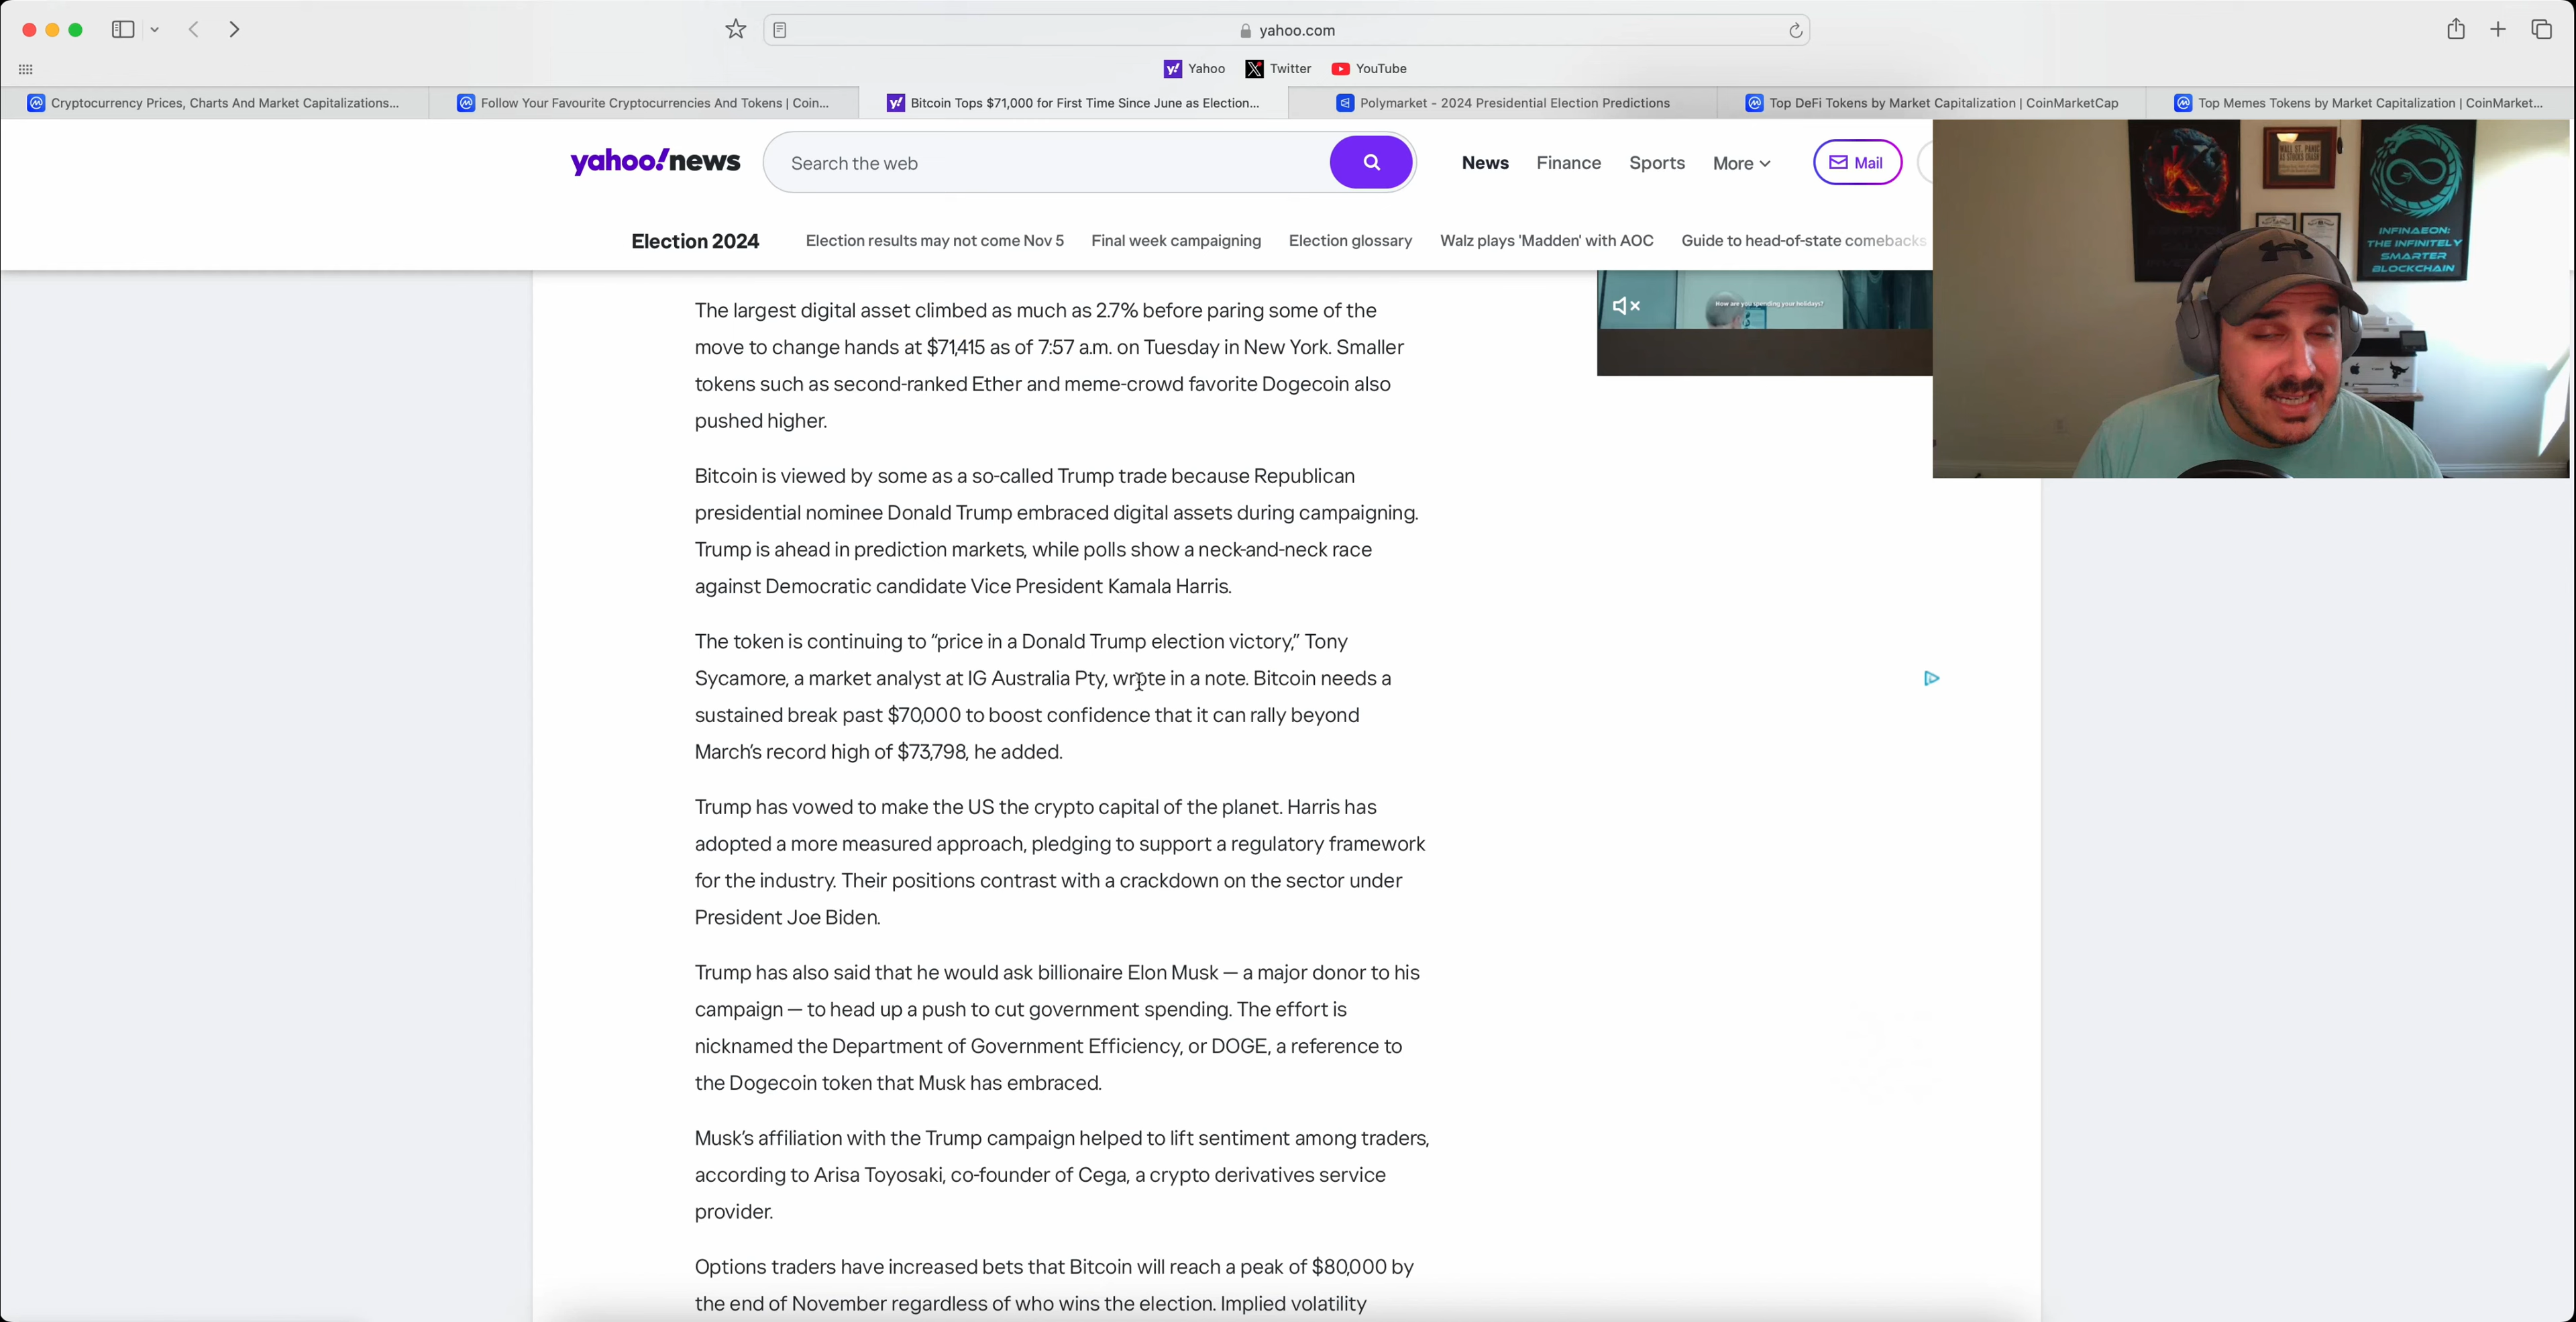 yahoo.com
Yahoo
Twitter
YouTube
Cryptocurrency Prices, Charts And Market Capitalizations...
Follow Your Favourite Cryptocurrencies And Tokens | Coin...
Bitcoin Tops $71,000 for First Time Since June as Election...
Polymarket - 2024 Presidential Election Predictions
Top DeFi Tokens by Market Capitalization | CoinMarketCap
Top Memes Tokens by Market Capitalization | CoinMarket...
yahoo!news
Search the web
News
Finance
Sports
More
Mail
Election 2024
Election results may not come Nov 5
Final week campaigning
Election glossary
Walz plays 'Madden' with AOC
Guide to head-of-state comebacks
How are you spending your holidays?
WALL ST. PANIC
INFINAEON:
THE INFINITELY
SMARTER
BLOCKCHAIN
The largest digital asset climbed as much as 2.7% before paring some of the
move to change hands at $71,415 as of 7:57 a.m. on Tuesday in New York. Smaller
tokens such as second-ranked Ether and meme-crowd favorite Dogecoin also
pushed higher.
Bitcoin is viewed by some as a so-called Trump trade because Republican
presidential nominee Donald Trump embraced digital assets during campaigning.
Trump is ahead in prediction markets, while polls show a neck-and-neck race
against Democratic candidate Vice President Kamala Harris.
The token is continuing to “price in a Donald Trump election victory,” Tony
Sycamore, a market analyst at IG Australia Pty, wrote in a note. Bitcoin needs a
sustained break past $70,000 to boost confidence that it can rally beyond
March’s record high of $73,798, he added.
Trump has vowed to make the US the crypto capital of the planet. Harris has
adopted a more measured approach, pledging to support a regulatory framework
for the industry. Their positions contrast with a crackdown on the sector under
President Joe Biden.
Trump has also said that he would ask billionaire Elon Musk — a major donor to his
campaign — to head up a push to cut government spending. The effort is
nicknamed the Department of Government Efficiency, or DOGE, a reference to
the Dogecoin token that Musk has embraced.
Musk’s affiliation with the Trump campaign helped to lift sentiment among traders,
according to Arisa Toyosaki, co-founder of Cega, a crypto derivatives service
provider.
Options traders have increased bets that Bitcoin will reach a peak of $80,000 by
the end of November regardless of who wins the election. Implied volatility